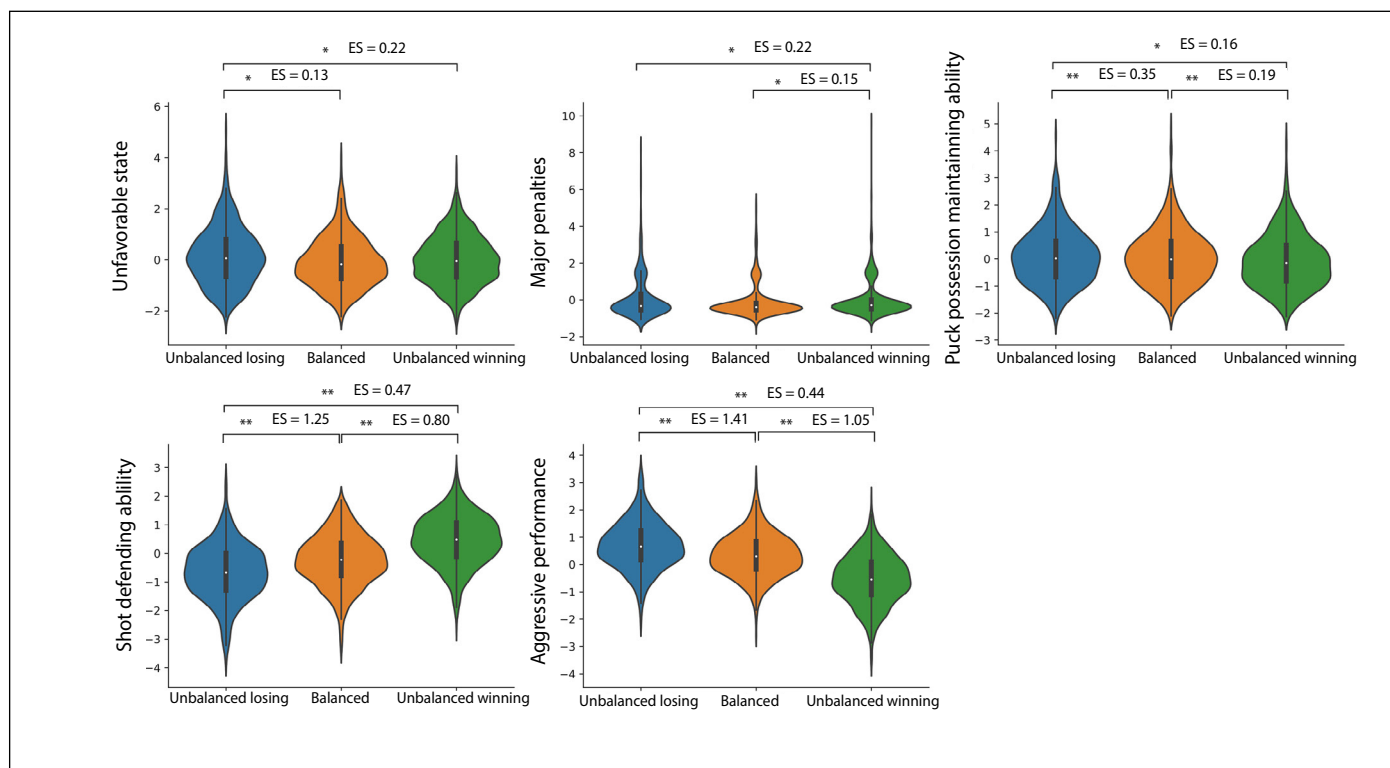 * ES = 0.22
* ES = 0.13
Unfavorable state
6
4
2
0
−2
Unbalanced losing Balanced Unbalanced winning
* ES = 0.22
* ES = 0.15
Major penalties
10
8
6
4
2
0
−2
Unbalanced losing Balanced Unbalanced winning
* ES = 0.16
** ES = 0.35 ** ES = 0.19
Puck possession maintainning ability
5
4
3
2
1
0
−1
−2
−3
Unbalanced losing Balanced Unbalanced winning
** ES = 0.47
** ES = 1.25 ** ES = 0.80
Shot defending ablility
3
2
1
0
−1
−2
−3
−4
Unbalanced losing Balanced Unbalanced winning
** ES = 0.44
** ES = 1.41 ** ES = 1.05
Aggressive performance
4
3
2
1
0
−1
−2
−3
−4
Unbalanced losing Balanced Unbalanced winning